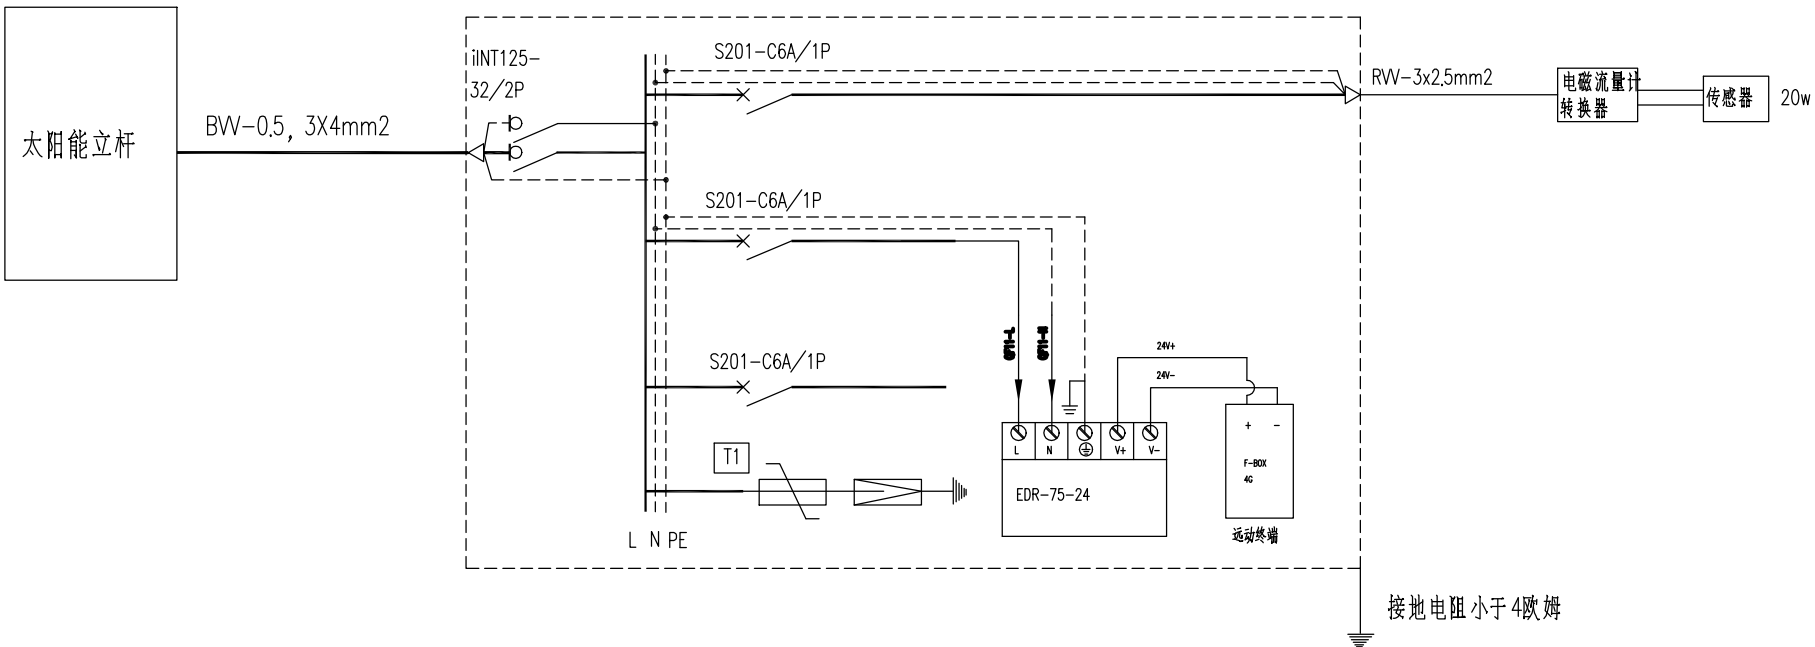 太阳能立杆
BVV-0.5, 3X4mm2
iINT125-
32/2P
S201-C6A/1P
RVV-3x2.5mm2
电磁流量计
转换器
传感器
20w
S201-C6A/1P
S201-C6A/1P
24V+
24V-
T1
L
N
V+
V-
EDR-75-24
+ -
F-BOX
4G
远动终端
L N PE
接地电阻小于4欧姆